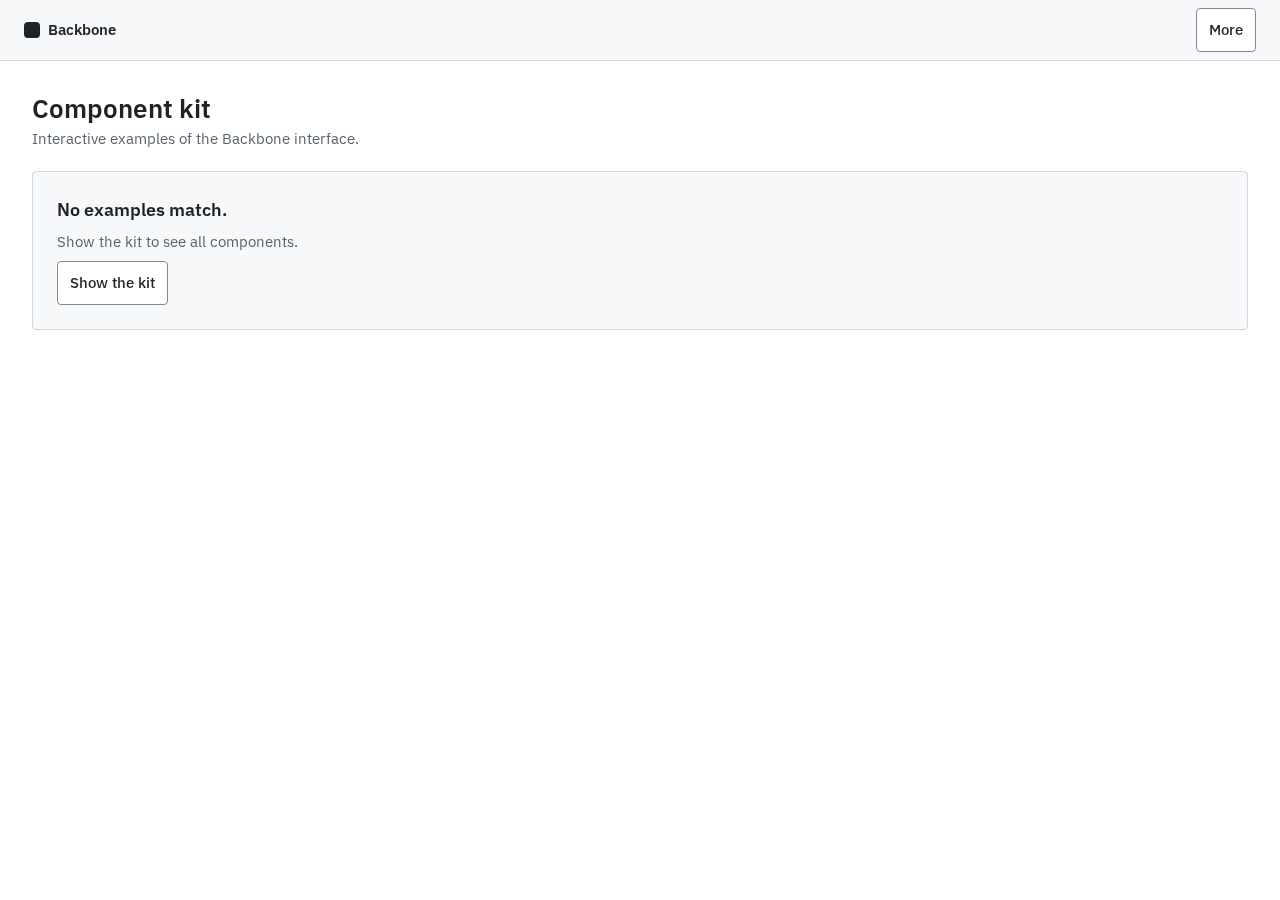 Backbone
More
Component kit
Interactive examples of the Backbone interface.
No examples match.
Show the kit to see all components.
Show the kit